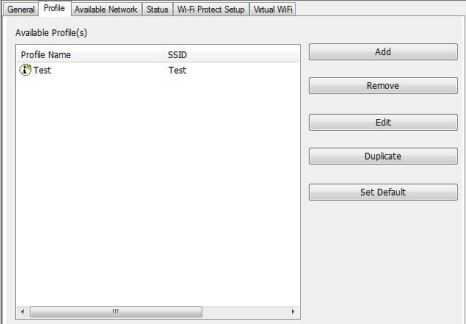 General Profile Available Network Status Wi-Fi Protect Setup Virtual WiFi
Available Profile(s)
Profile Name SSID
Test Test
Add
Remove
Edit
Duplicate
Set Default